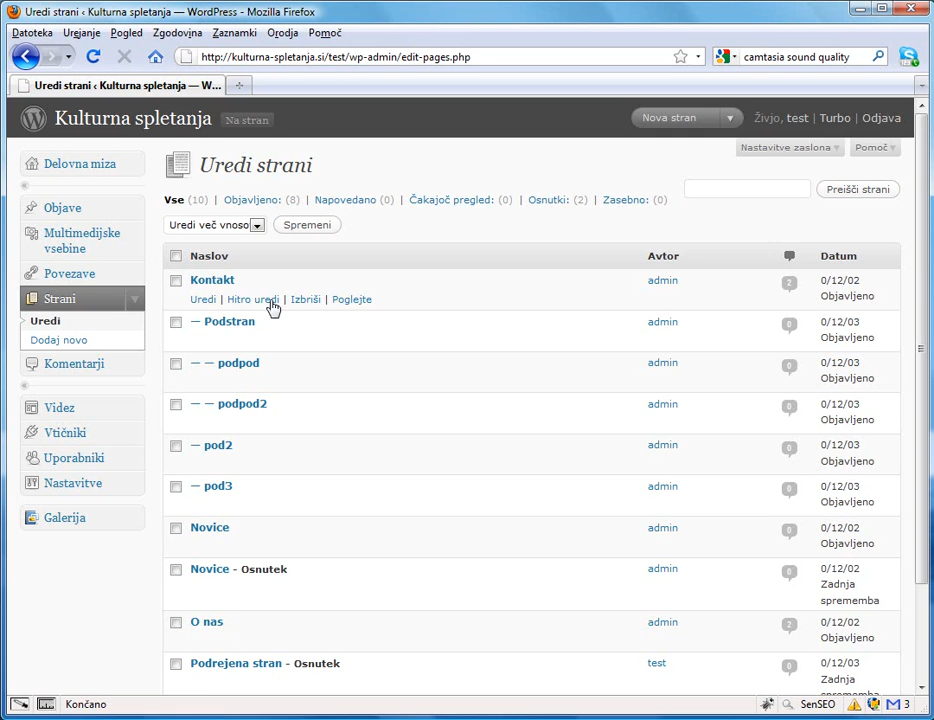 Uredi strani ‹ Kulturna spletanja — WordPress - Mozilla Firefox
Datoteka Urejanje Pogled Zgodovina Zaznamki Orodja Pomoč
http://kulturna-spletanja.si/test/wp-admin/edit-pages.php
camtasia sound quality
Uredi strani ‹ Kulturna spletanja — W...
Kulturna spletanja Na stran
Nova stran
Živjo, test | Turbo | Odjava
Nastavitve zaslona
Pomoč
Delovna miza
Objave
Multimedijske vsebine
Povezave
Strani
Uredi
Dodaj novo
Komentarji
Videz
Vtičniki
Uporabniki
Nastavitve
Galerija
Uredi strani
Vse (10) | Objavljeno: (8) | Napovedano (0) | Čakajoč pregled: (0) | Osnutki: (2) | Zasebno: (0)
Preišči strani
Uredi več vnoso
Spremeni
Naslov Avtor Datum
Kontakt admin 2 0/12/02
Objavljeno
Uredi | Hitro uredi | Izbriši | Poglejte
— Podstran admin 0 0/12/03
Objavljeno
— — podpod admin 0 0/12/03
Objavljeno
— — podpod2 admin 0 0/12/03
Objavljeno
— pod2 admin 0 0/12/03
Objavljeno
— pod3 admin 0 0/12/03
Objavljeno
Novice admin 0 0/12/02
Objavljeno
Novice - Osnutek admin 0 0/12/02
Zadnja
sprememba
O nas admin 2 0/12/02
Objavljeno
Podrejena stran - Osnutek test 0 0/12/03
Zadnja
sprememba
Končano
SenSEO
3